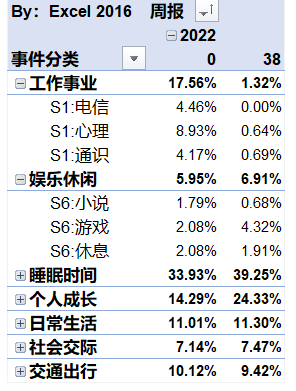 By: Excel 2016 周报
2022
事件分类 0 38
工作事业 17.56% 1.32%
S1:电信 4.46% 0.00%
S1:心理 8.93% 0.64%
S1:通识 4.17% 0.69%
娱乐休闲 5.95% 6.91%
S6:小说 1.79% 0.68%
S6:游戏 2.08% 4.32%
S6:休息 2.08% 1.91%
睡眠时间 33.93% 39.25%
个人成长 14.29% 24.33%
日常生活 11.01% 11.30%
社会交际 7.14% 7.47%
交通出行 10.12% 9.42%